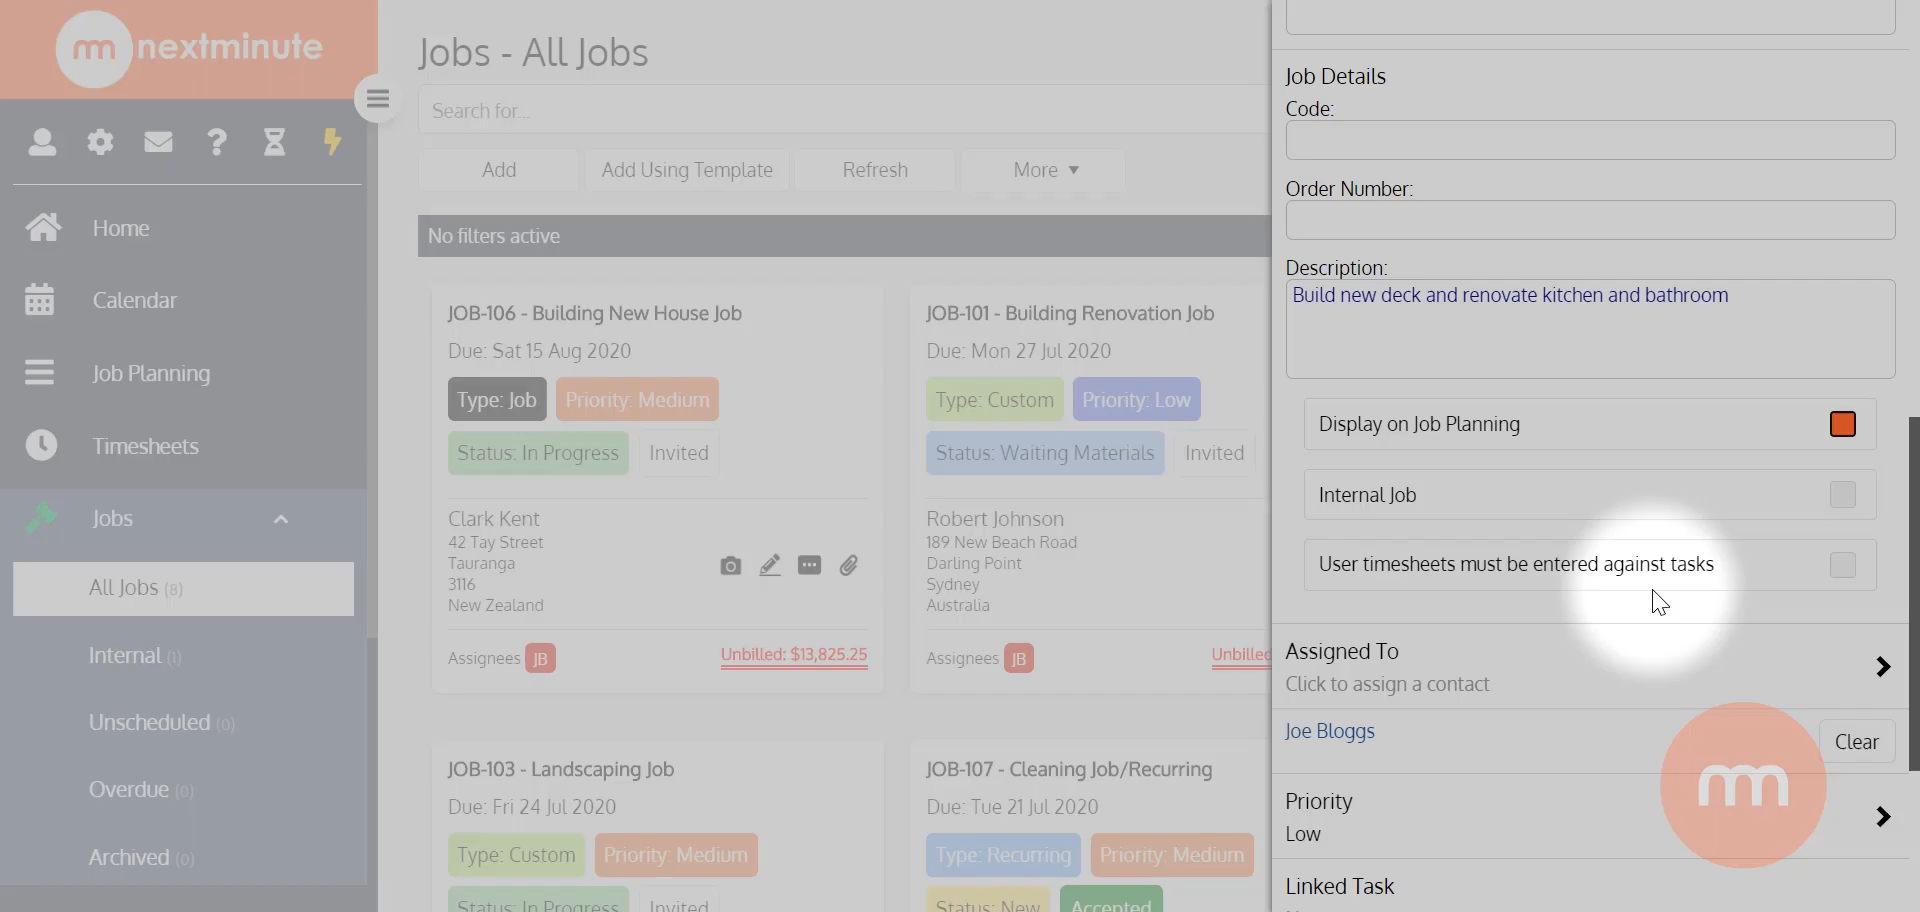 nextminute
Home
Calendar
Job Planning
Timesheets
Jobs
All Jobs (8)
Internal (1)
Unscheduled (0)
Overdue (0)
Archived (0)
Jobs - All Jobs
Search for...
Add
Add Using Template
Refresh
More
No filters active
JOB-106 - Building New House Job
Due: Sat 15 Aug 2020
Type: Job
Priority: Medium
Status: In Progress
Invited
Clark Kent
42 Tay Street
Tauranga
3116
New Zealand
Assignees JB
Unbilled: $13,825.25
JOB-101 - Building Renovation Job
Due: Mon 27 Jul 2020
Type: Custom
Priority: Low
Status: Waiting Materials
Invited
Robert Johnson
189 New Beach Road
Darling Point
Sydney
Australia
Assignees JB
Unbilled
JOB-103 - Landscaping Job
Due: Fri 24 Jul 2020
Type: Custom
Priority: Medium
Status: In Progress
Invited
JOB-107 - Cleaning Job/Recurring
Due: Tue 21 Jul 2020
Type: Recurring
Priority: Medium
Status: New
Accepted
Job Details
Code:
Order Number:
Description:
Build new deck and renovate kitchen and bathroom
Display on Job Planning
Internal Job
User timesheets must be entered against tasks
Assigned To
Click to assign a contact
Joe Bloggs
Clear
Priority
Low
Linked Task